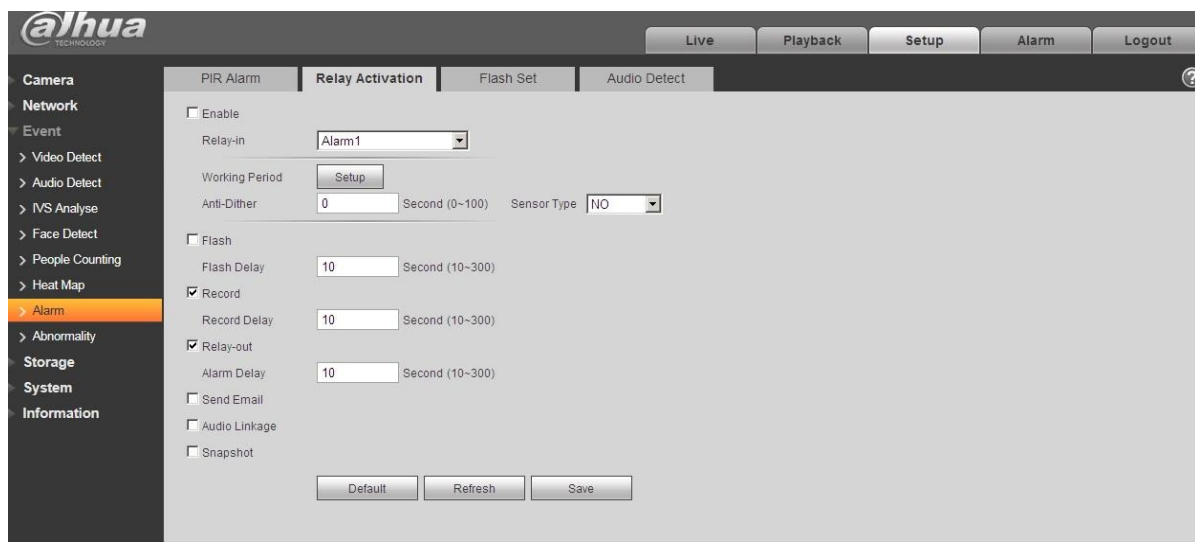 alhua
TECHNOLOGY
Live Playback Setup Alarm Logout
Camera
Network
Event
> Video Detect
> Audio Detect
> IVS Analyse
> Face Detect
> People Counting
> Heat Map
> Alarm
> Abnormality
Storage
System
Information
PIR Alarm Relay Activation Flash Set Audio Detect ?
Enable
Relay-in Alarm1
Working Period Setup
Anti-Dither 0 Second (0~100) Sensor Type NO
Flash
Flash Delay 10 Second (10~300)
Record
Record Delay 10 Second (10~300)
Relay-out
Alarm Delay 10 Second (10~300)
Send Email
Audio Linkage
Snapshot
Default Refresh Save